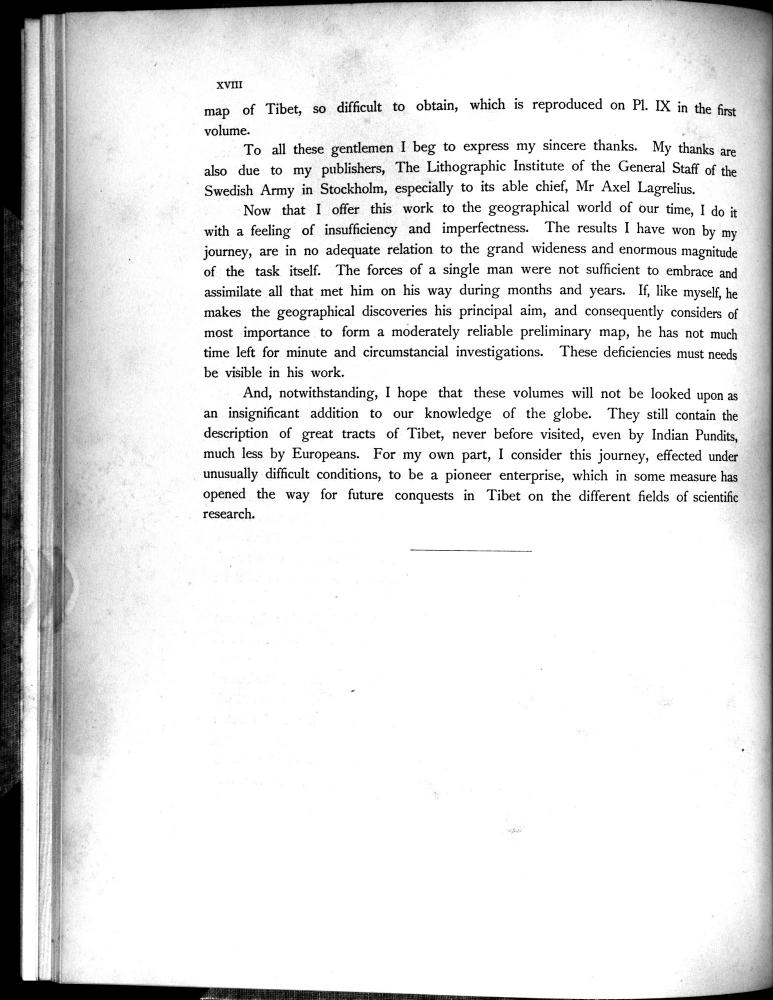 XVIII
map of Tibet, so difficult to obtain, which is reproduced on Pl. IX in the first
volume.
To all these gentlemen I beg to express my sincere thanks. My thanks are
also due to my publishers, The Lithographic Institute of the General Staff of the
Swedish Army in Stockholm, especially to its able chief, Mr Axel Lagrelius.
Now that I offer this work to the geographical world of our time, I do it
with a feeling of insufficiency and imperfectness. The results I have won by my
journey, are in no adequate relation to the grand wideness and enormous magnitude
of the task itself. The forces of a single man were not sufficient to embrace and
assimilate all that met him on his way during months and years. If, like myself, he
makes the geographical discoveries his principal aim, and consequently considers of
most importance to form a moderately reliable preliminary map, he has not much
time left for minute and circumstancial investigations. These deficiencies must needs
be visible in his work.
And, notwithstanding, I hope that these volumes will not be looked upon as
an insignificant addition to our knowledge of the globe. They still contain the
description of great tracts of Tibet, never before visited, even by Indian Pundits,
much less by Europeans. For my own part, I consider this journey, effected under
unusually difficult conditions, to be a pioneer enterprise, which in some measure has
opened the way for future conquests in Tibet on the different fields of scientific
research.